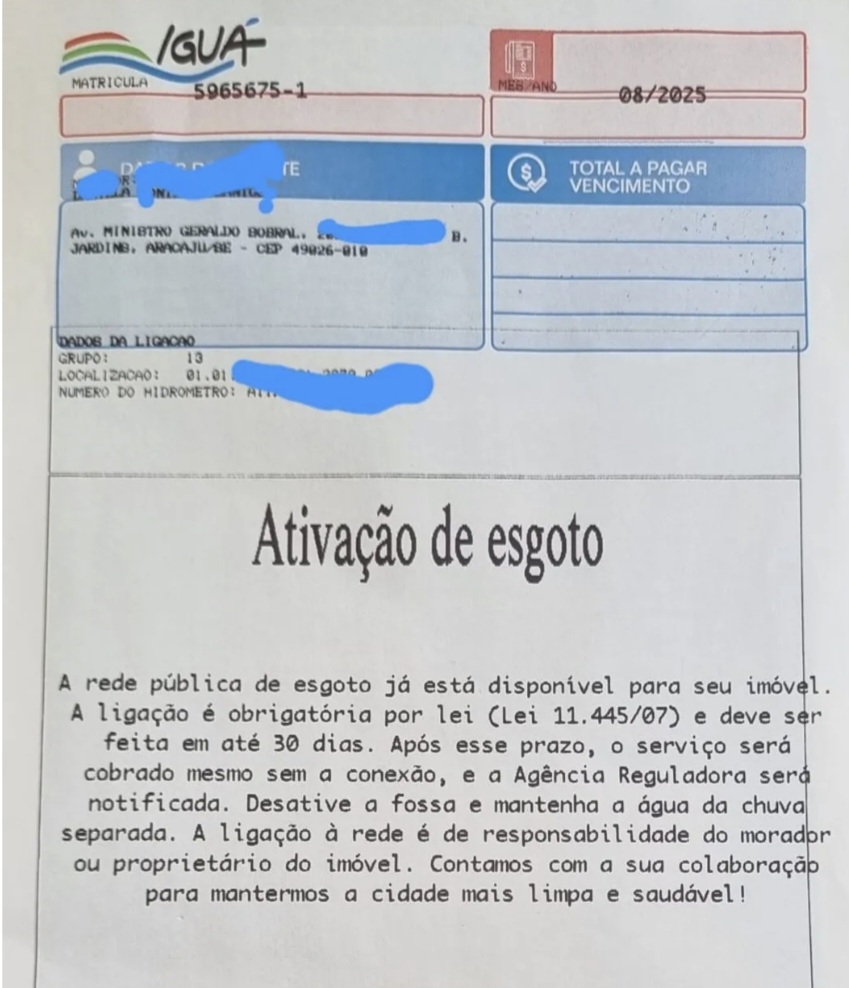 IGUÁ
MATRICULA 5965675-1
MES/ANO 08/2025
TOTAL A PAGAR
VENCIMENTO
Av. MINISTRO GERALDO BOBRAL, B.
JARDINS, ARACAJU/SE - CEP 49026-010
DADOS DA LIGACAO
GRUPO: 13
LOCALIZACAO: 01.01
NUMERO DO HIDROMETRO:
Ativação de esgoto
A rede pública de esgoto já está disponível para seu imóvel.
A ligação é obrigatória por lei (Lei 11.445/07) e deve ser
feita em até 30 dias. Após esse prazo, o serviço será
cobrado mesmo sem a conexão, e a Agência Reguladora será
notificada. Desative a fossa e mantenha a água da chuva
separada. A ligação à rede é de responsabilidade do morador
ou proprietário do imóvel. Contamos com a sua colaboração
para mantermos a cidade mais limpa e saudável!